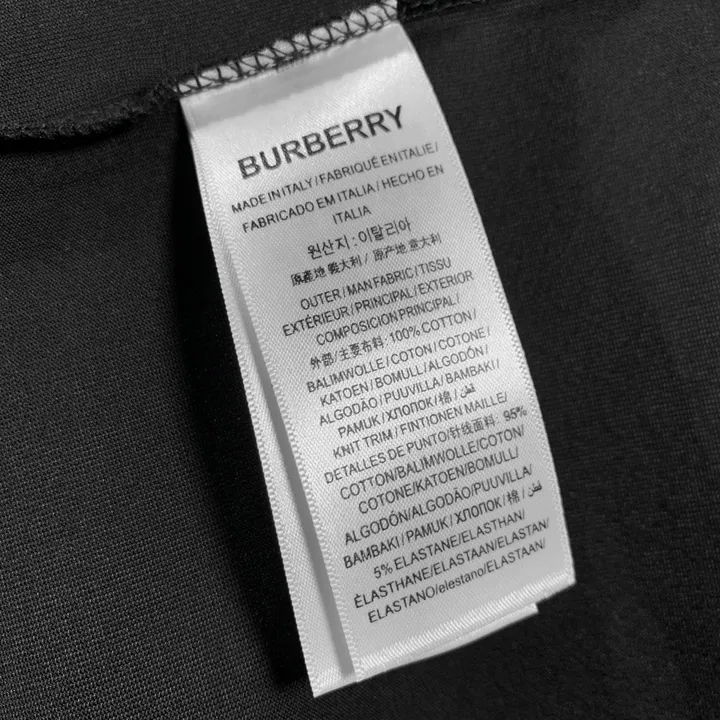 BURBERRY
MADE IN ITALY / FABRIQUÉ EN ITALIE /
FABRICADO EM ITALIA / HECHO EN
ITALIA
원산지 : 이탈리아
原產地 義大利 / 原产地 意大利
OUTER / MAN FABRIC / TISSU
EXTÉRIEUR / PRINCIPAL / EXTERIOR
COMPOSICION PRINCIPAL /
外部 / 主要布料: 100% COTTON /
BALIMWOLLE / COTON / COTONE /
KATOEN / BOMULL / ALGODÓN /
ALGODÃO / PUUVILLA / BAMBAKI /
PAMUK / ХЛОПОК / 棉 / قطن
KNIT TRIM / FINTIONEN MAILLE /
DETALLES DE PUNTO / 针线面料: 95%
COTTON/BALIMWOLLE/COTON/
COTONE/KATOEN/BOMULL/
ALGODÓN/ALGODÃO/PUUVILLA/
BAMBAKI / PAMUK / ХЛОПОК / 棉 / قطن
5% ELASTANE/ELASTHAN/
ÉLASTHANE/ELASTAAN/ELASTAN/
ELASTANO/elestano/ELASTAAN/